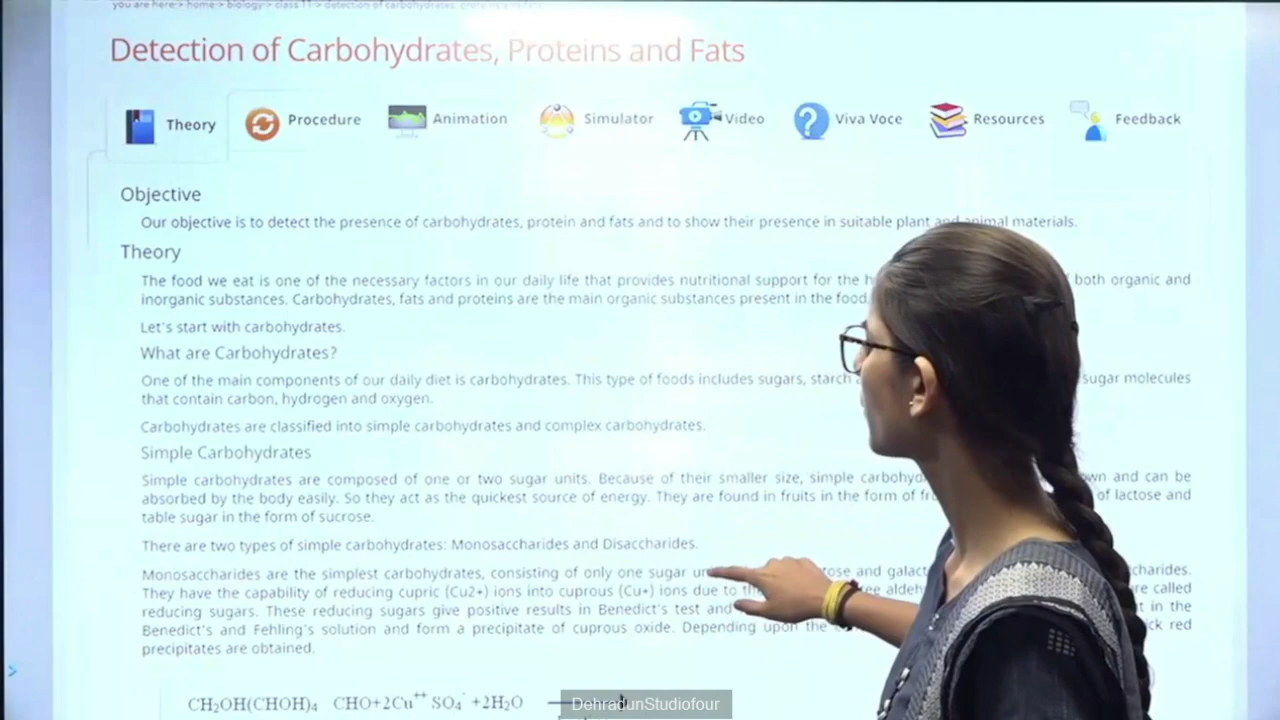 you are here-> home-> biology-> class 11-> detection of carbohydrates, proteins and fats
Detection of Carbohydrates, Proteins and Fats
Theory Procedure Animation Simulator Video Viva Voce Resources Feedback
Objective
Our objective is to detect the presence of carbohydrates, protein and fats and to show their presence in suitable plant and animal materials.
Theory
The food we eat is one of the necessary factors in our daily life that provides nutritional support for the both organic and
inorganic substances. Carbohydrates, fats and proteins are the main organic substances present in the food.
Let's start with carbohydrates.
What are Carbohydrates?
One of the main components of our daily diet is carbohydrates. This type of foods includes sugars, starch sugar molecules
that contain carbon, hydrogen and oxygen.
Carbohydrates are classified into simple carbohydrates and complex carbohydrates.
Simple Carbohydrates
Simple carbohydrates are composed of one or two sugar units. Because of their smaller size, simple and can be
absorbed by the body easily. So they act as the quickest source of energy. They are found in fruits in the form of of lactose and
table sugar in the form of sucrose.
There are two types of simple carbohydrates: Monosaccharides and Disaccharides.
Monosaccharides are the simplest carbohydrates, consisting of only one sugar and
They have the capability of reducing cupric (Cu2+) ions into cuprous (Cu+) ions due to called
reducing sugars. These reducing sugars give positive results in Benedict's test and in the
Benedict's and Fehling's solution and form a precipitate of cuprous oxide. Depending upon the red
precipitates are obtained.
CH₂OH(CHOH)₄ CHO+2Cu⁺⁺ SO₄⁻ +2H₂O
DehradunStudiofour